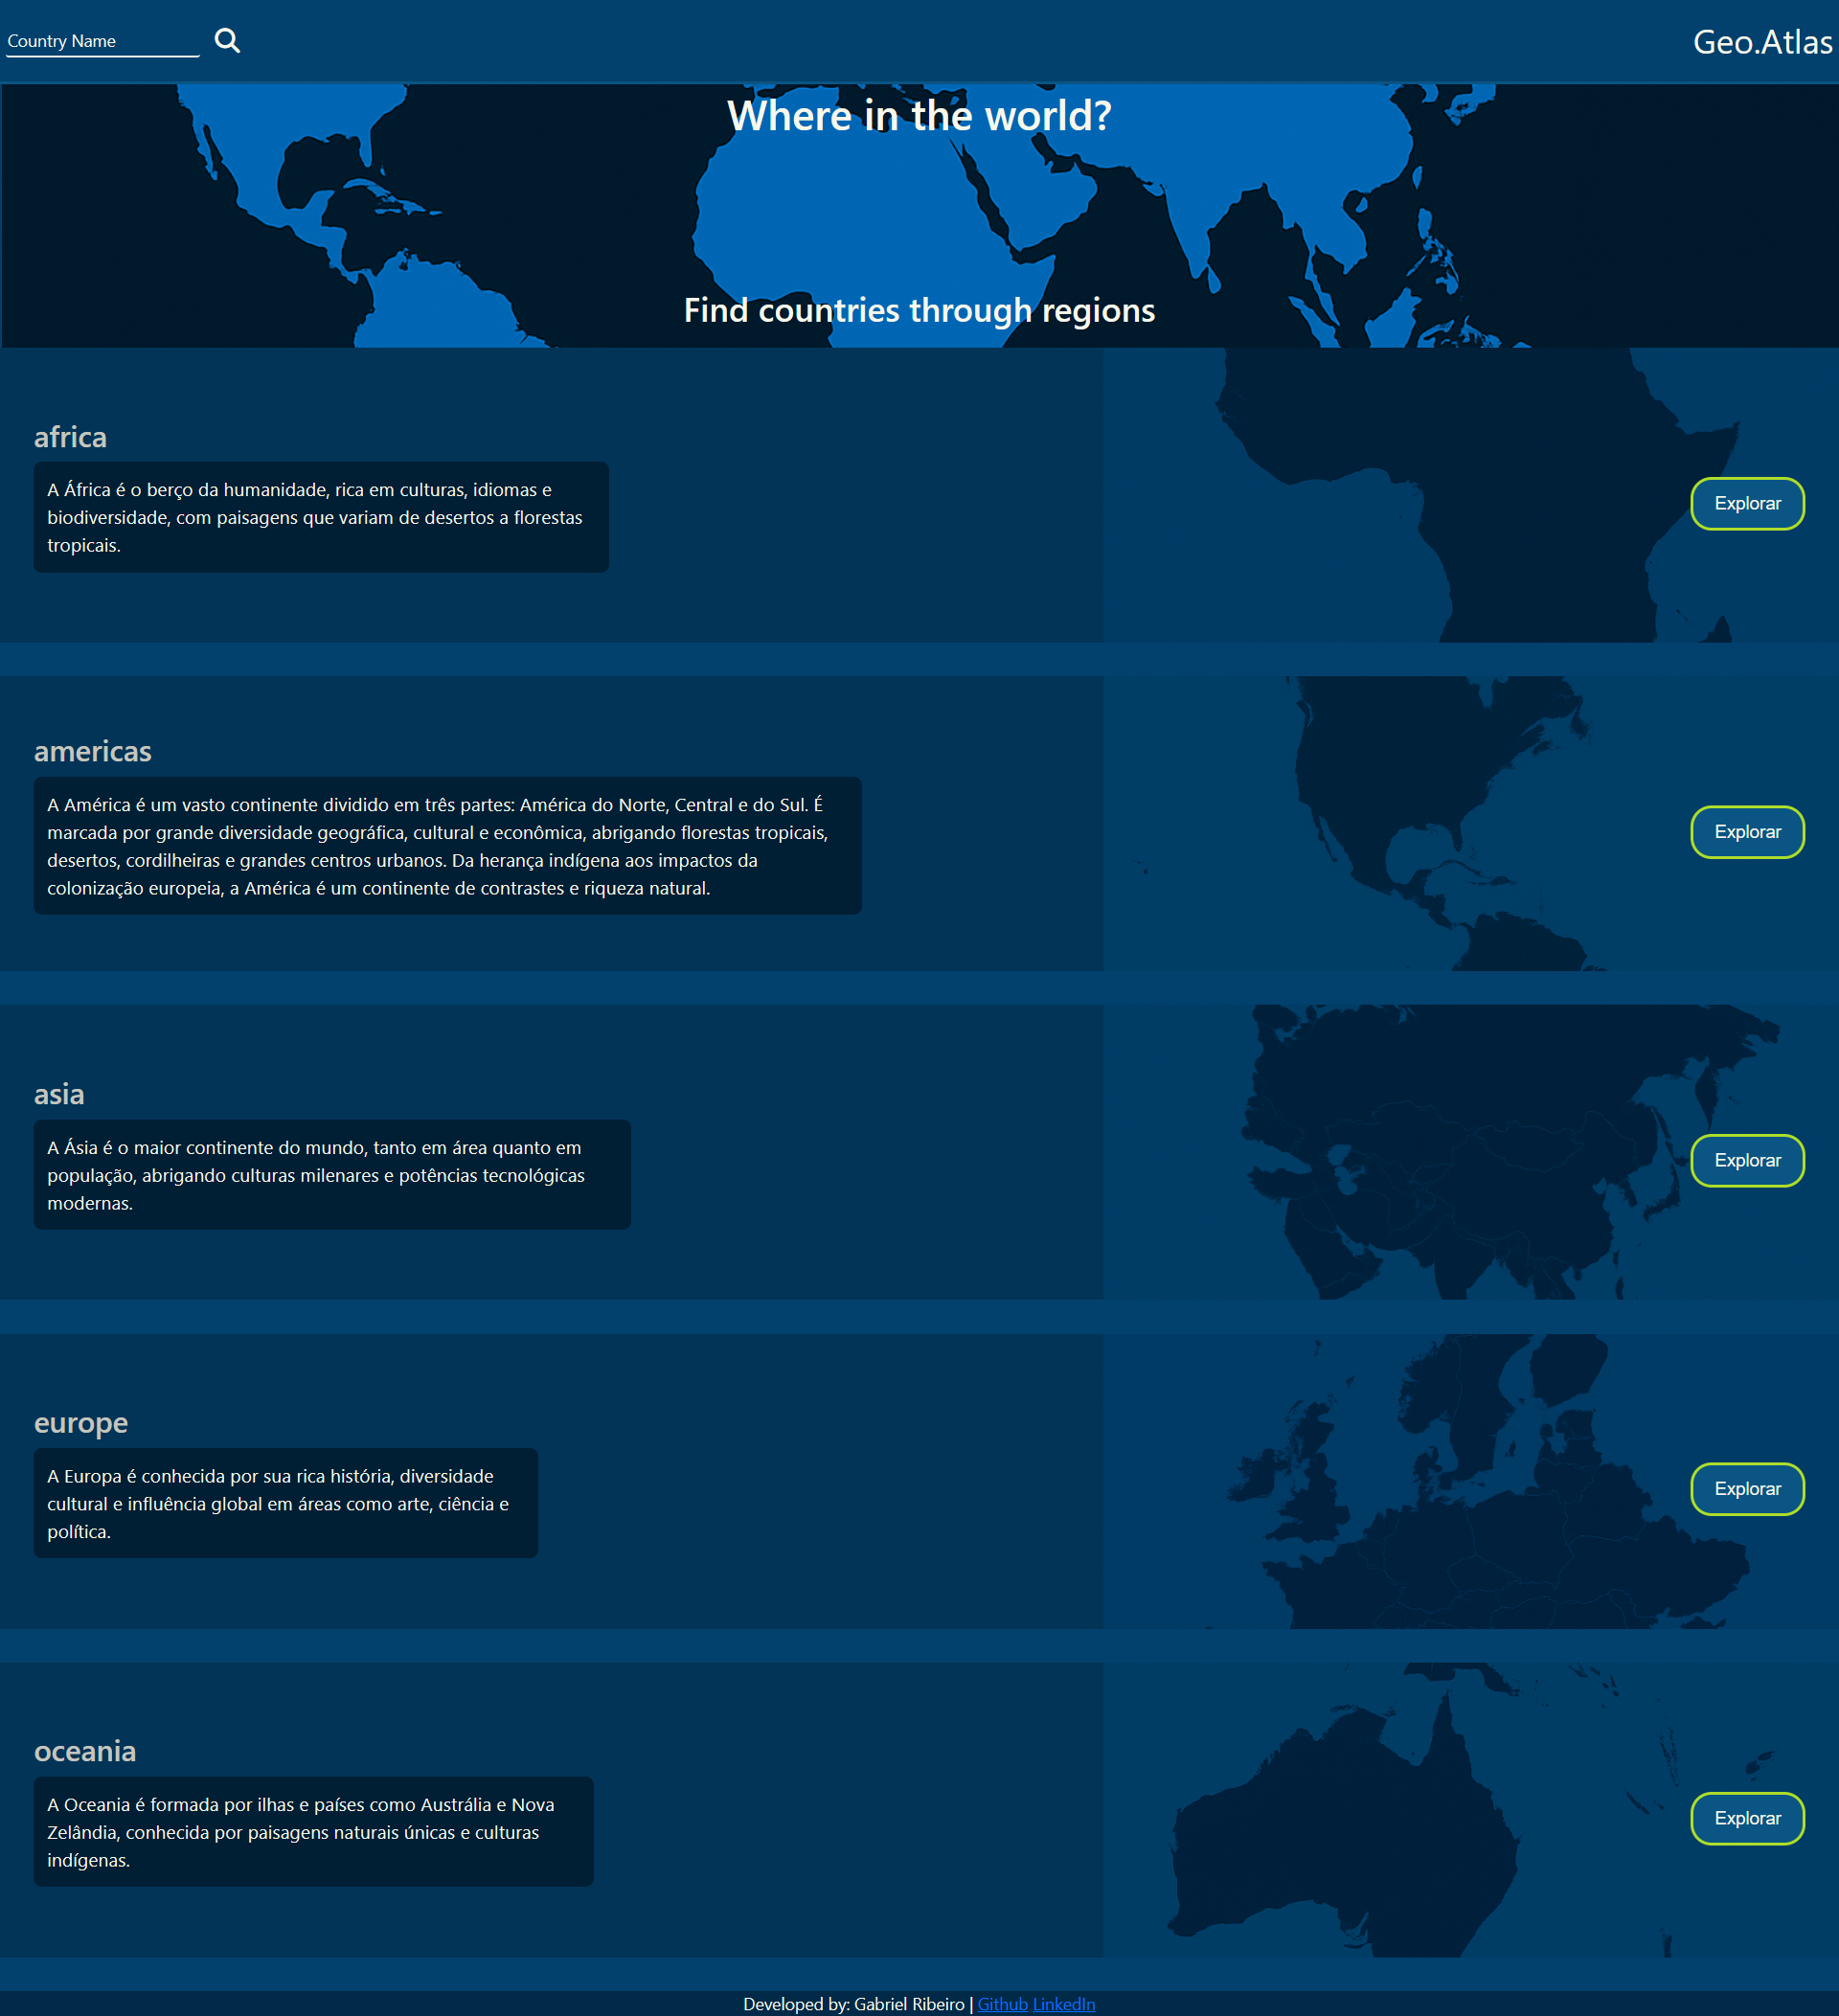 Country Name
Geo.Atlas
Where in the world?
Find countries through regions
africa
A África é o berço da humanidade, rica em culturas, idiomas e
biodiversidade, com paisagens que variam de desertos a florestas
tropicais.
Explorar
americas
A América é um vasto continente dividido em três partes: América do Norte, Central e do Sul. É
marcada por grande diversidade geográfica, cultural e econômica, abrigando florestas tropicais,
desertos, cordilheiras e grandes centros urbanos. Da herança indígena aos impactos da
colonização europeia, a América é um continente de contrastes e riqueza natural.
Explorar
asia
A Ásia é o maior continente do mundo, tanto em área quanto em
população, abrigando culturas milenares e potências tecnológicas
modernas.
Explorar
europe
A Europa é conhecida por sua rica história, diversidade
cultural e influência global em áreas como arte, ciência e
política.
Explorar
oceania
A Oceania é formada por ilhas e países como Austrália e Nova
Zelândia, conhecida por paisagens naturais únicas e culturas
indígenas.
Explorar
Developed by: Gabriel Ribeiro | Github LinkedIn